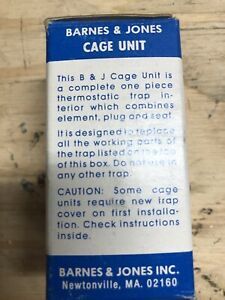 BARNES & JONES
CAGE UNIT
This B & J Cage Unit is
a complete one piece
thermostatic trap in-
terior which combines
element, plug and seat.
It is designed to replace
all the working parts of
the trap listed on the top
of this box. Do not use in
any other trap.
CAUTION: Some cage
units require new trap
cover on first installa-
tion. Check instructions
inside.
BARNES & JONES INC.
Newtonville, MA. 02160